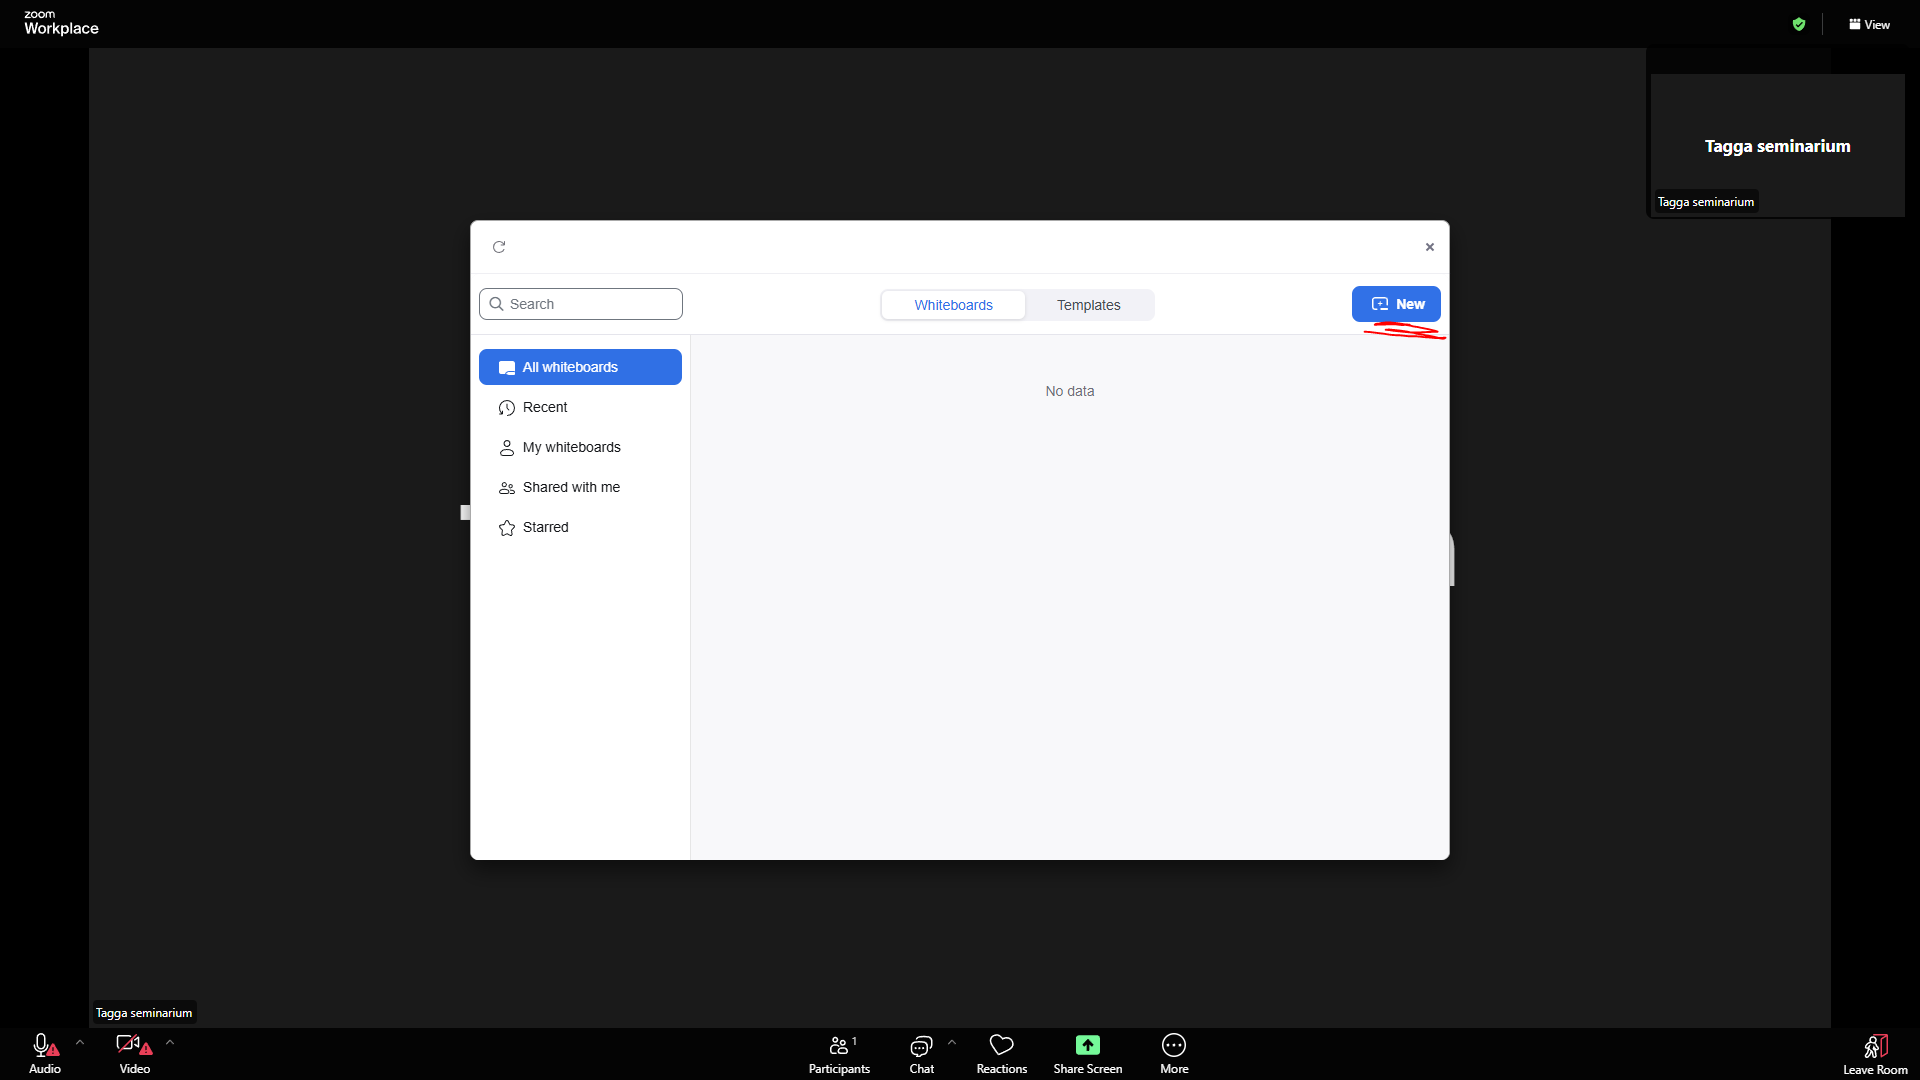 zoom
Workplace
View
Tagga seminarium
Tagga seminarium
Search
Whiteboards
Templates
New
All whiteboards
Recent
My whiteboards
Shared with me
Starred
No data
Tagga seminarium
Audio
Video
Participants
1
Chat
Reactions
Share Screen
More
Leave Room